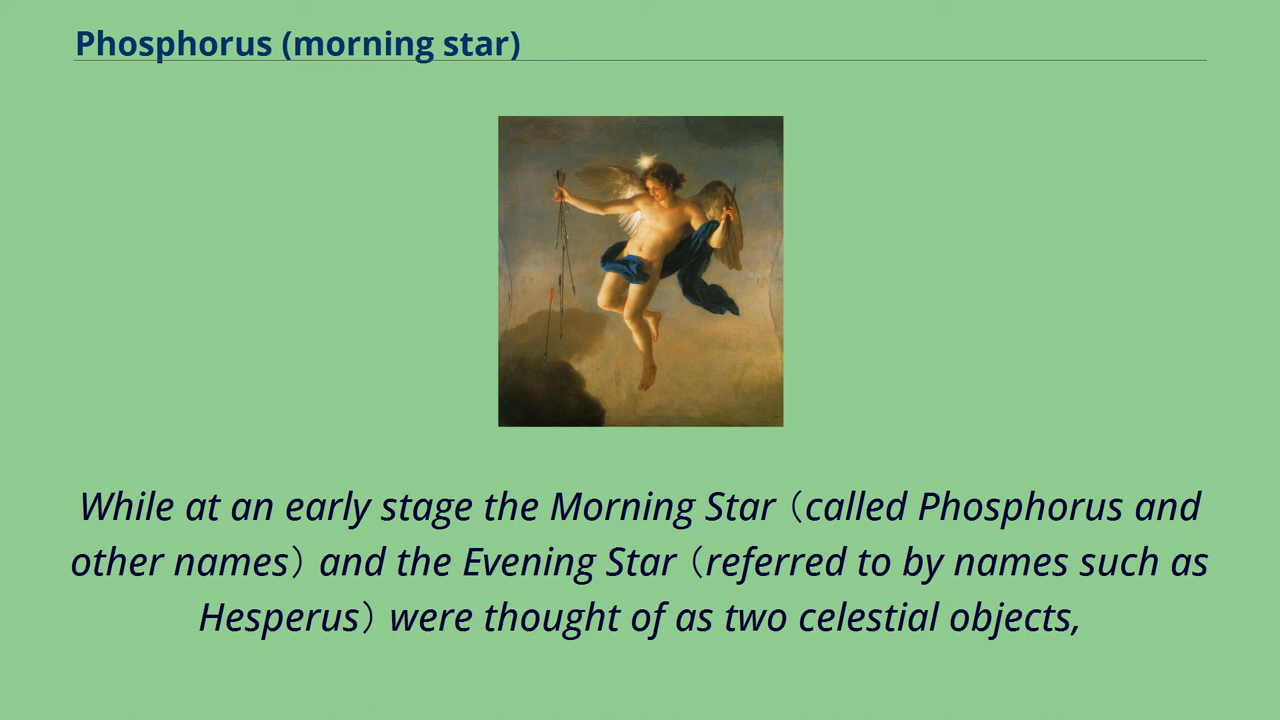 Phosphorus (morning star)
While at an early stage the Morning Star（called Phosphorus and
other names）and the Evening Star（referred to by names such as
Hesperus）were thought of as two celestial objects,